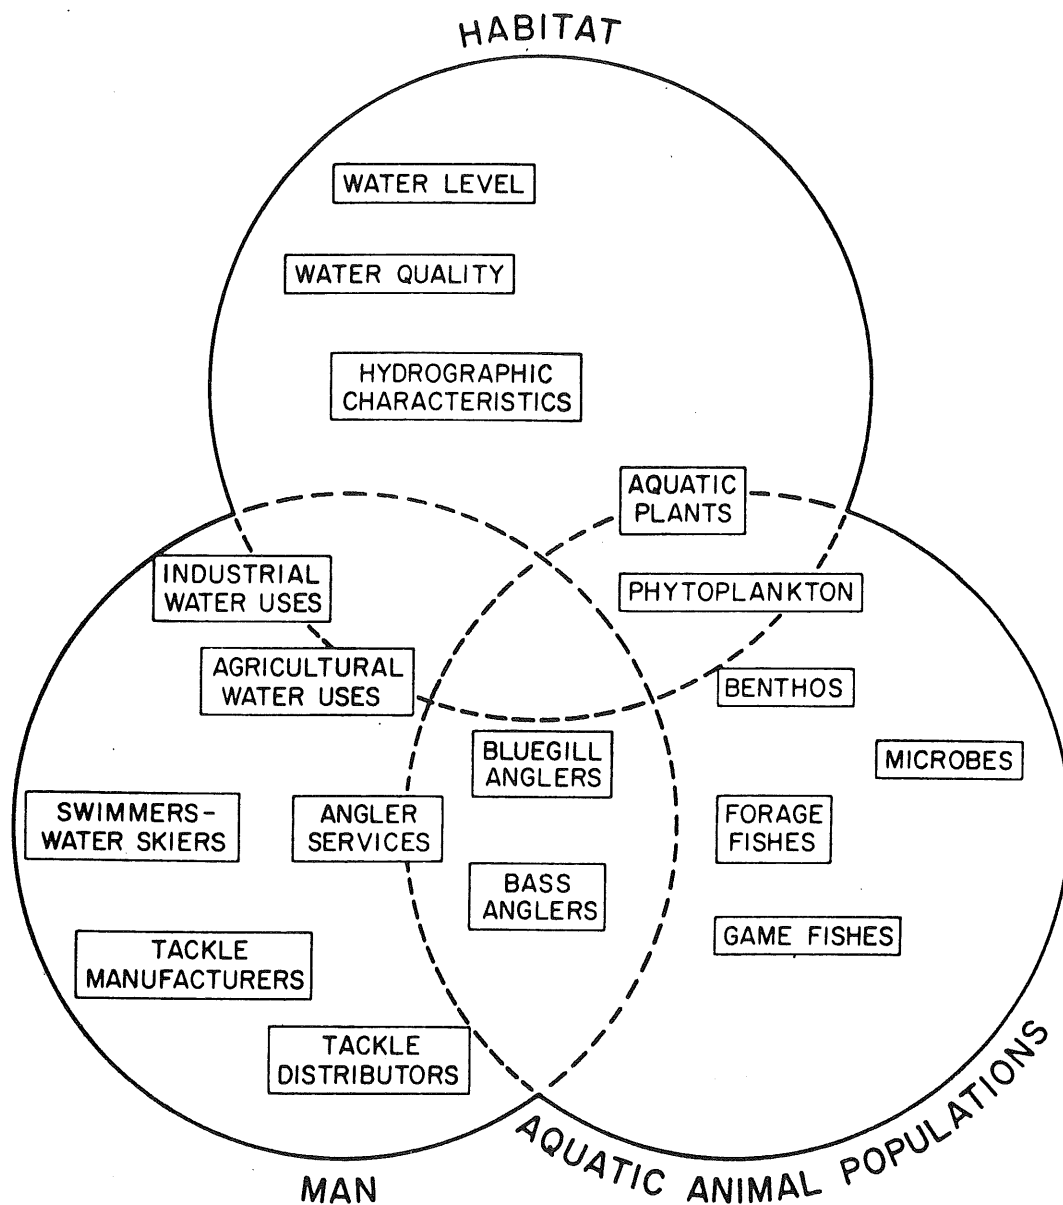 HABITAT
WATER LEVEL
WATER QUALITY
HYDROGRAPHIC
CHARACTERISTICS
AQUATIC
PLANTS
INDUSTRIAL
WATER USES
PHYTOPLANKTON
AGRICULTURAL
WATER USES
BENTHOS
BLUEGILL
ANGLERS
MICROBES
SWIMMERS-
WATER SKIERS
ANGLER
SERVICES
FORAGE
FISHES
BASS
ANGLERS
GAME FISHES
TACKLE
MANUFACTURERS
TACKLE
DISTRIBUTORS
MAN
AQUATIC ANIMAL POPULATIONS